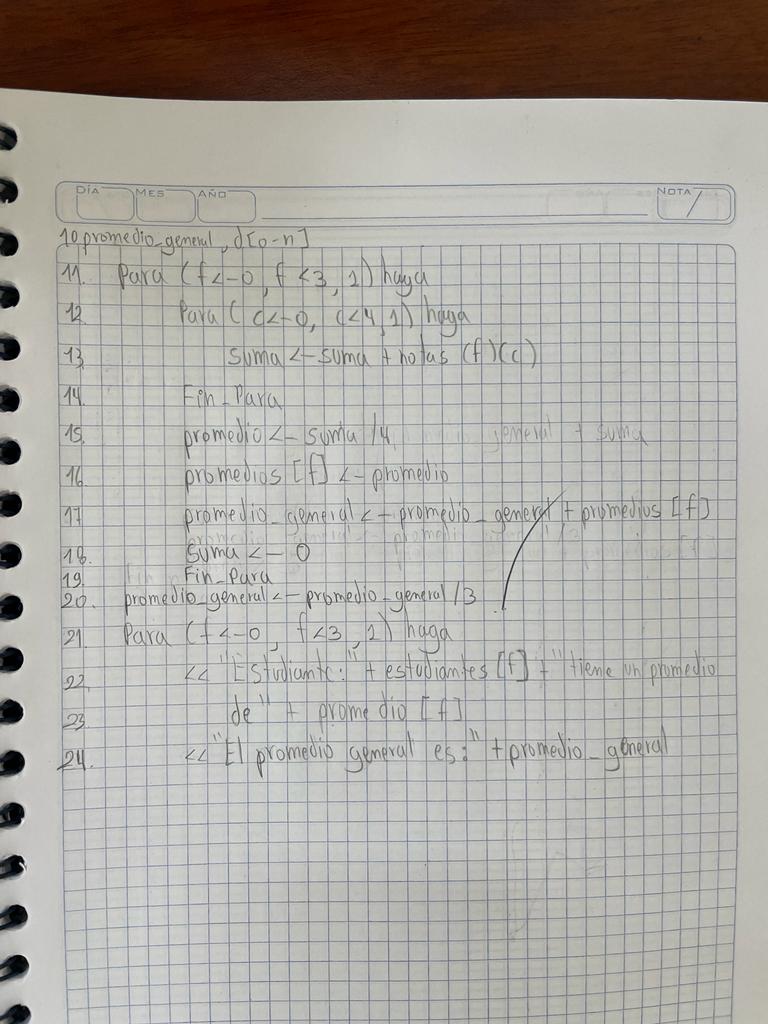 DÍA MES AÑO NOTA
10 promedio_general, d[0-n]
11. Para (f<-0, f<3, 1) haga
12. Para (c<-0, c<4, 1) haga
13. suma <- suma + notas (f)(c)
14. Fin_Para
15. promedio <- suma /4 general + suma
16. promedios [f] <- promedio
17 promedio_general <- promedio_general + promedios [f]
18. suma <- 0
19. Fin_Para
20. promedio_general <- promedio_general /3
21. Para (f<-0, f<3, 1) haga
22. << "Estudiante:" + estudiantes [f] + "tiene un promedio
23. de" + promedio [f]
24. << "El promedio general es:" + promedio_general